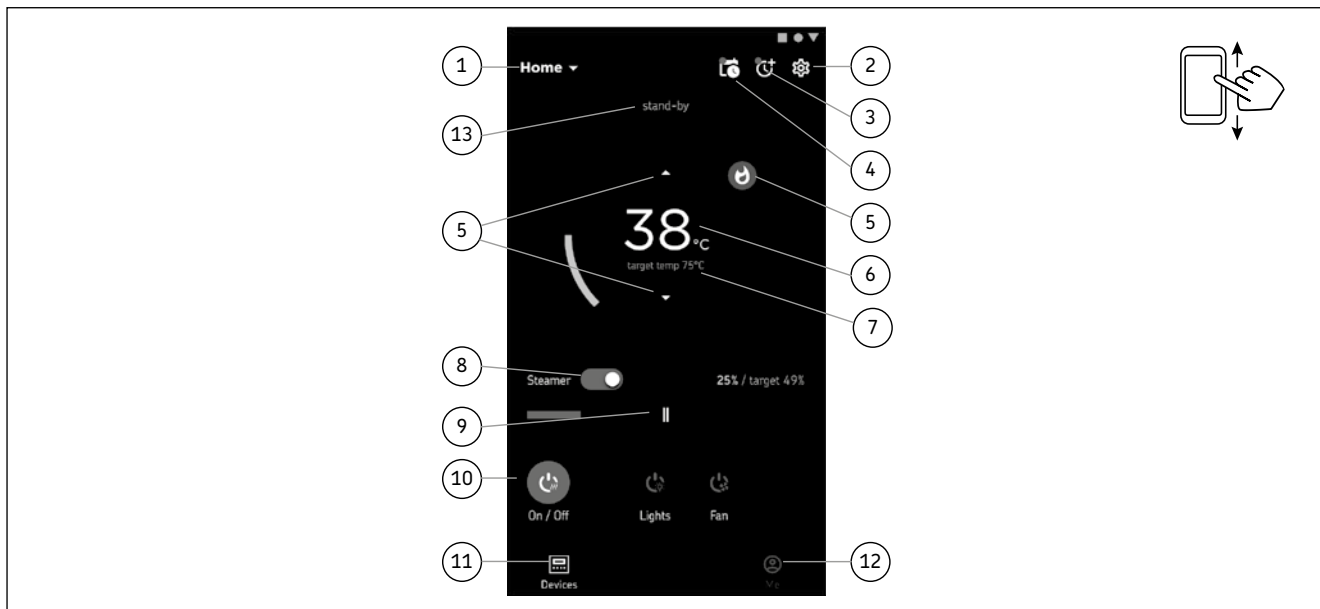 1
Home
2
3
stand-by
13
4
5
5
38 °C
6
target temp 75°C
7
8
Steamer
25% / target 49%
9
10
On / Off
Lights
Fan
11
12
Devices
Me